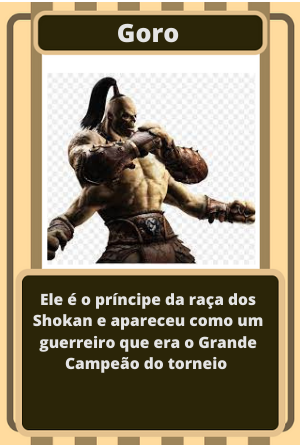 Goro
Ele é o príncipe da raça dos
Shokan e apareceu como um
guerreiro que era o Grande
Campeão do torneio